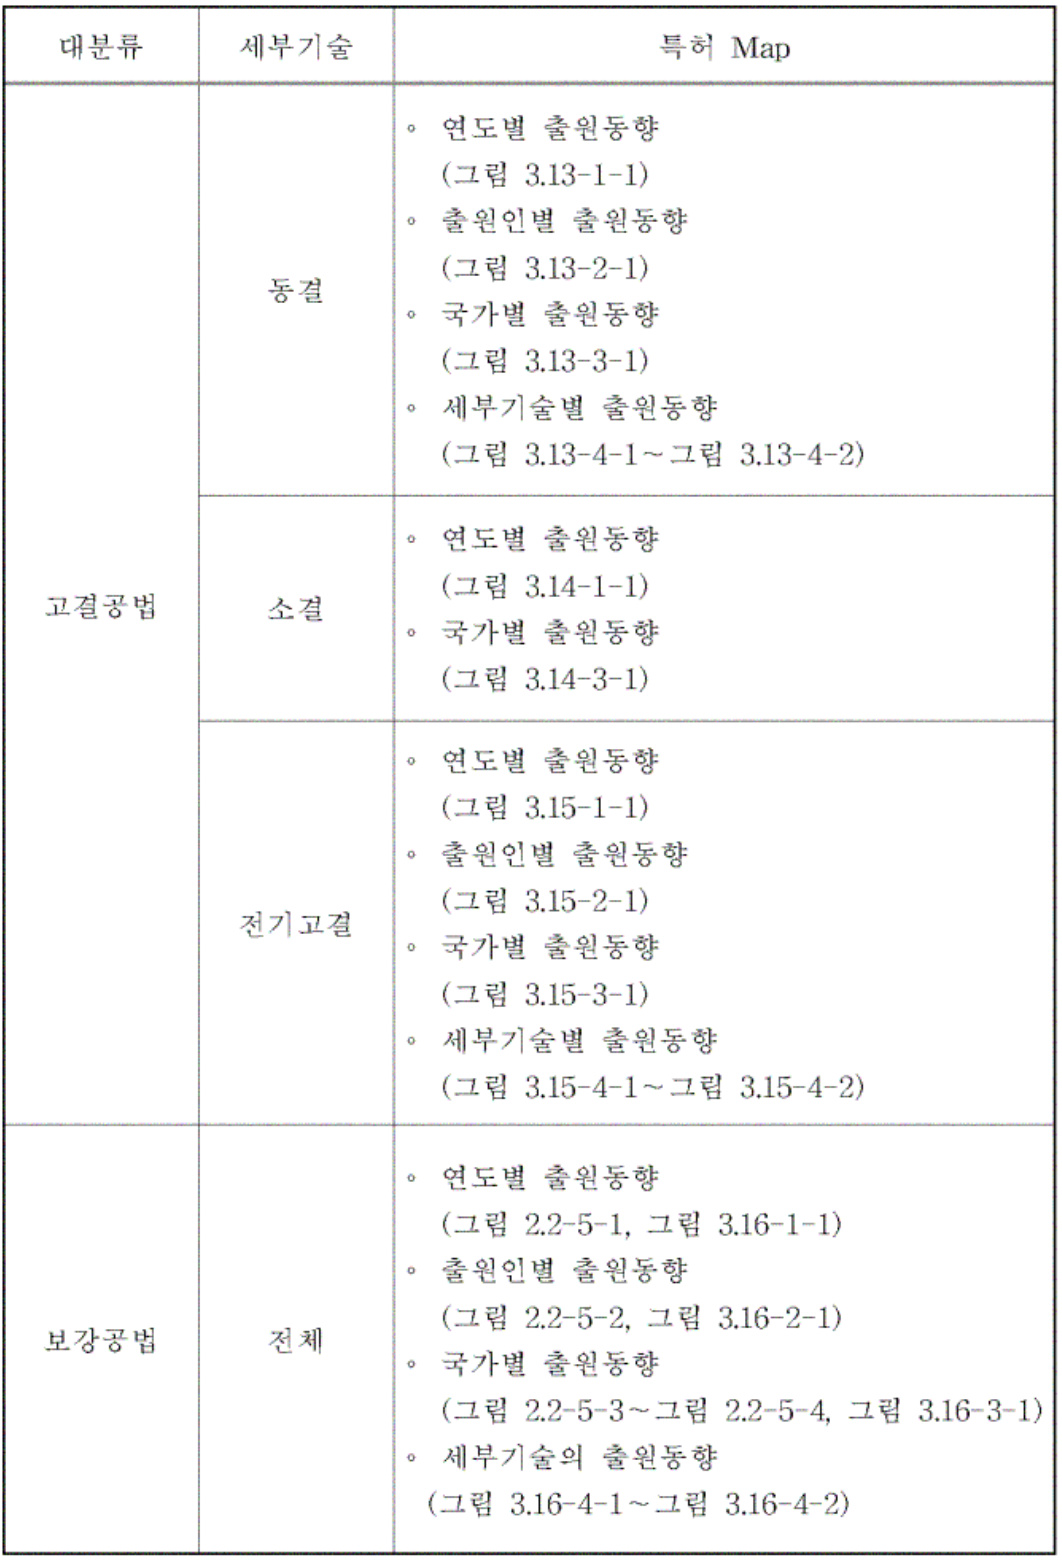 대분류 세부기술 특허 Map
고결공법
동결
◦ 연도별 출원동향
(그림 3.13-1-1)
◦ 출원인별 출원동향
(그림 3.13-2-1)
◦ 국가별 출원동향
(그림 3.13-3-1)
◦ 세부기술별 출원동향
(그림 3.13-4-1~그림 3.13-4-2)
소결
◦ 연도별 출원동향
(그림 3.14-1-1)
◦ 국가별 출원동향
(그림 3.14-3-1)
전기고결
◦ 연도별 출원동향
(그림 3.15-1-1)
◦ 출원인별 출원동향
(그림 3.15-2-1)
◦ 국가별 출원동향
(그림 3.15-3-1)
◦ 세부기술별 출원동향
(그림 3.15-4-1~그림 3.15-4-2)
보강공법
전체
◦ 연도별 출원동향
(그림 2.2-5-1, 그림 3.16-1-1)
◦ 출원인별 출원동향
(그림 2.2-5-2, 그림 3.16-2-1)
◦ 국가별 출원동향
(그림 2.2-5-3~그림 2.2-5-4, 그림 3.16-3-1)
◦ 세부기술의 출원동향
(그림 3.16-4-1~그림 3.16-4-2)